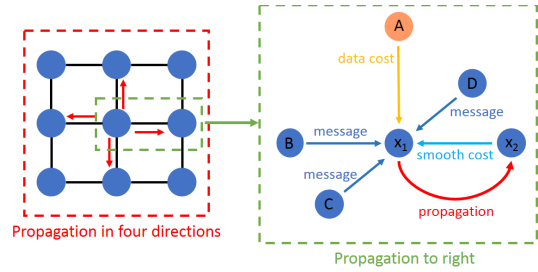 A
data cost
D
message
B
message
x1
smooth cost
x2
message
C
propagation
Propagation in four directions
Propagation to right